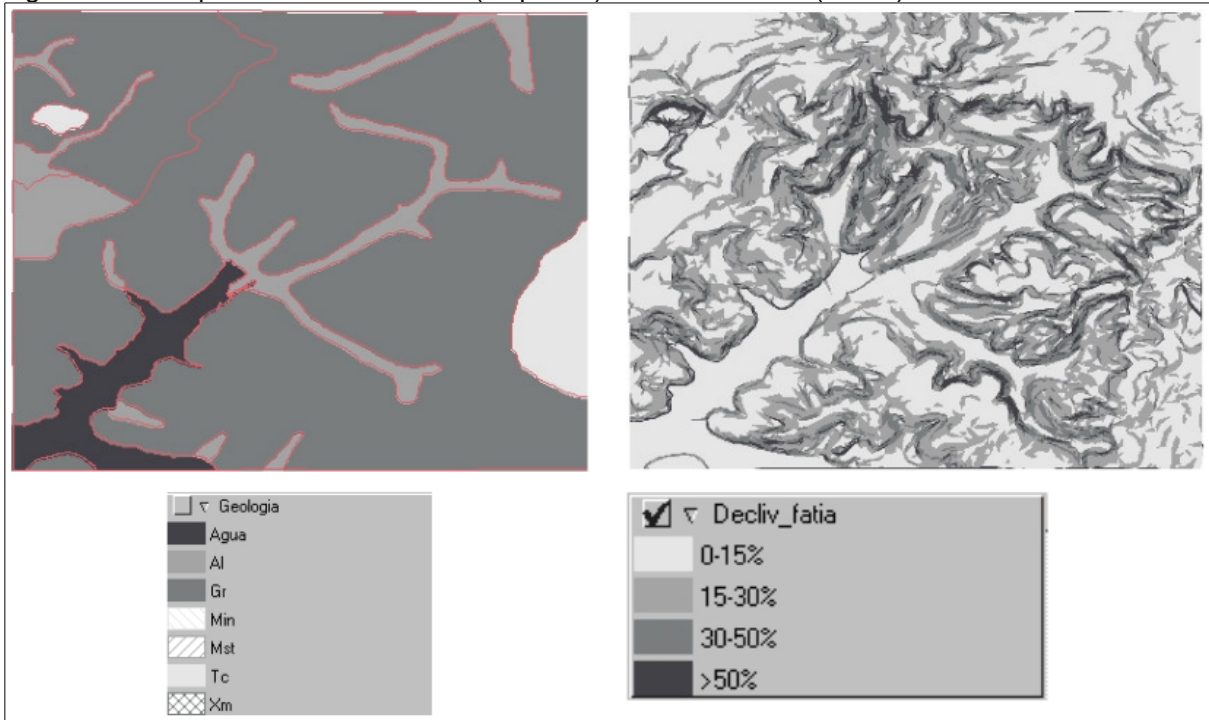 Geologia
Agua
Al
Gr
Min
Mst
Tc
Xm
Decliv_fatia
0-15%
15-30%
30-50%
>50%